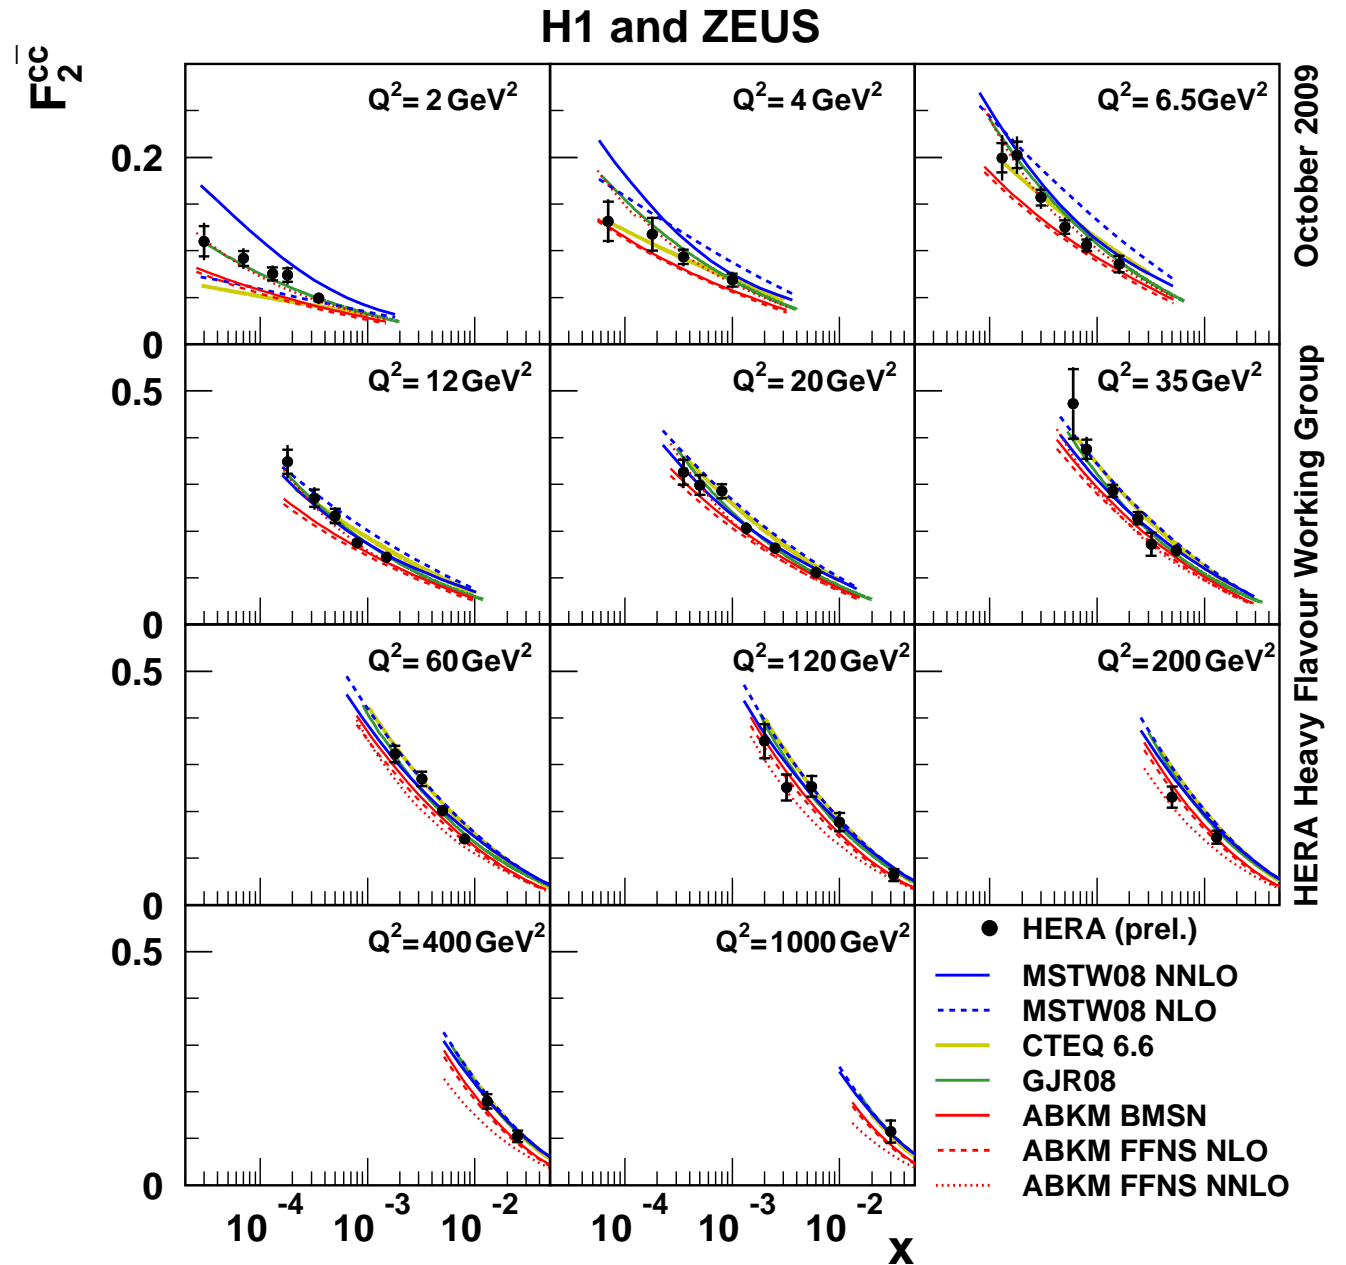 H1 and ZEUS
F₂^cc̄
Q²= 2 GeV²
Q²= 4 GeV²
Q²= 6.5GeV²
0.2
0
Q²= 12 GeV²
Q²= 20 GeV²
Q²= 35 GeV²
0.5
0
Q²= 60 GeV²
Q²= 120 GeV²
Q²= 200 GeV²
0.5
0
Q²= 400 GeV²
Q²= 1000 GeV²
0.5
0
10⁻⁴ 10⁻³ 10⁻² 10⁻⁴ 10⁻³ 10⁻²
x
HERA (prel.)
MSTW08 NNLO
MSTW08 NLO
CTEQ 6.6
GJR08
ABKM BMSN
ABKM FFNS NLO
ABKM FFNS NNLO
HERA Heavy Flavour Working Group
October 2009